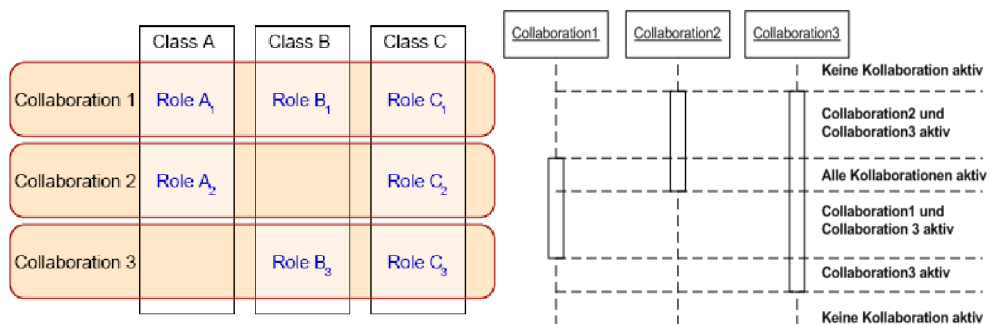 Class A Class B Class C
Collaboration 1 Role A1 Role B1 Role C1
Collaboration 2 Role A2 Role C2
Collaboration 3 Role B3 Role C3
Collaboration1 Collaboration2 Collaboration3
Keine Kollaboration aktiv
Collaboration2 und
Collaboration3 aktiv
Alle Kollaborationen aktiv
Collaboration1 und
Collaboration 3 aktiv
Collaboration3 aktiv
Keine Kollaboration aktiv